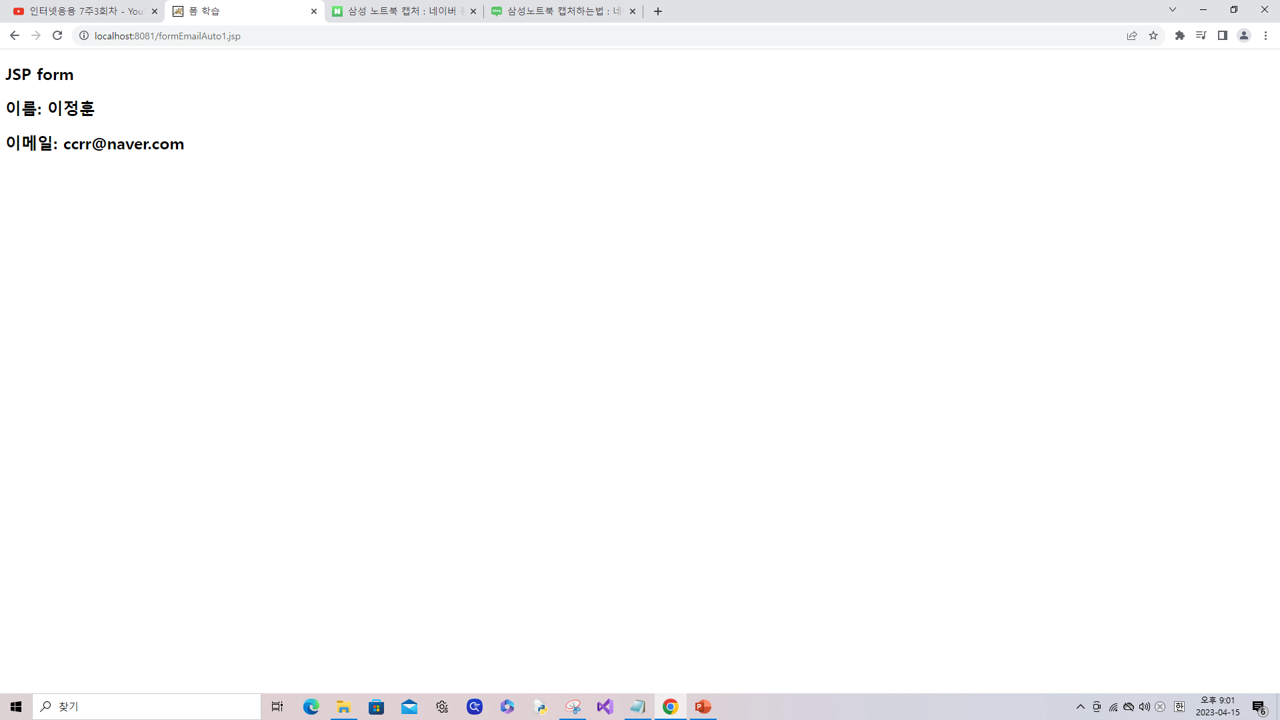 인터넷응용 7주3회차 - You
폼 학습
삼성 노트북 캡처 : 네이버
삼성노트북 캡처하는법 : 네
localhost:8081/formEmailAuto1.jsp
JSP form
이름: 이정훈
이메일: ccrr@naver.com
찾기
한
오후 9:01
2023-04-15
6